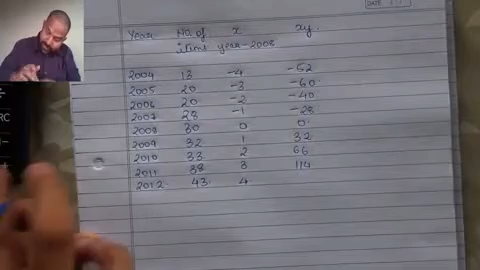 Year No. of x xy
items year-2008
2004 13 -4 -52
2005 20 -3 -60
2006 20 -2 -40
2007 28 -1 -28
2008 30 0 0
2009 32 1 32
2010 33 2 66
2011 38 3 114
2012 43 4
RC